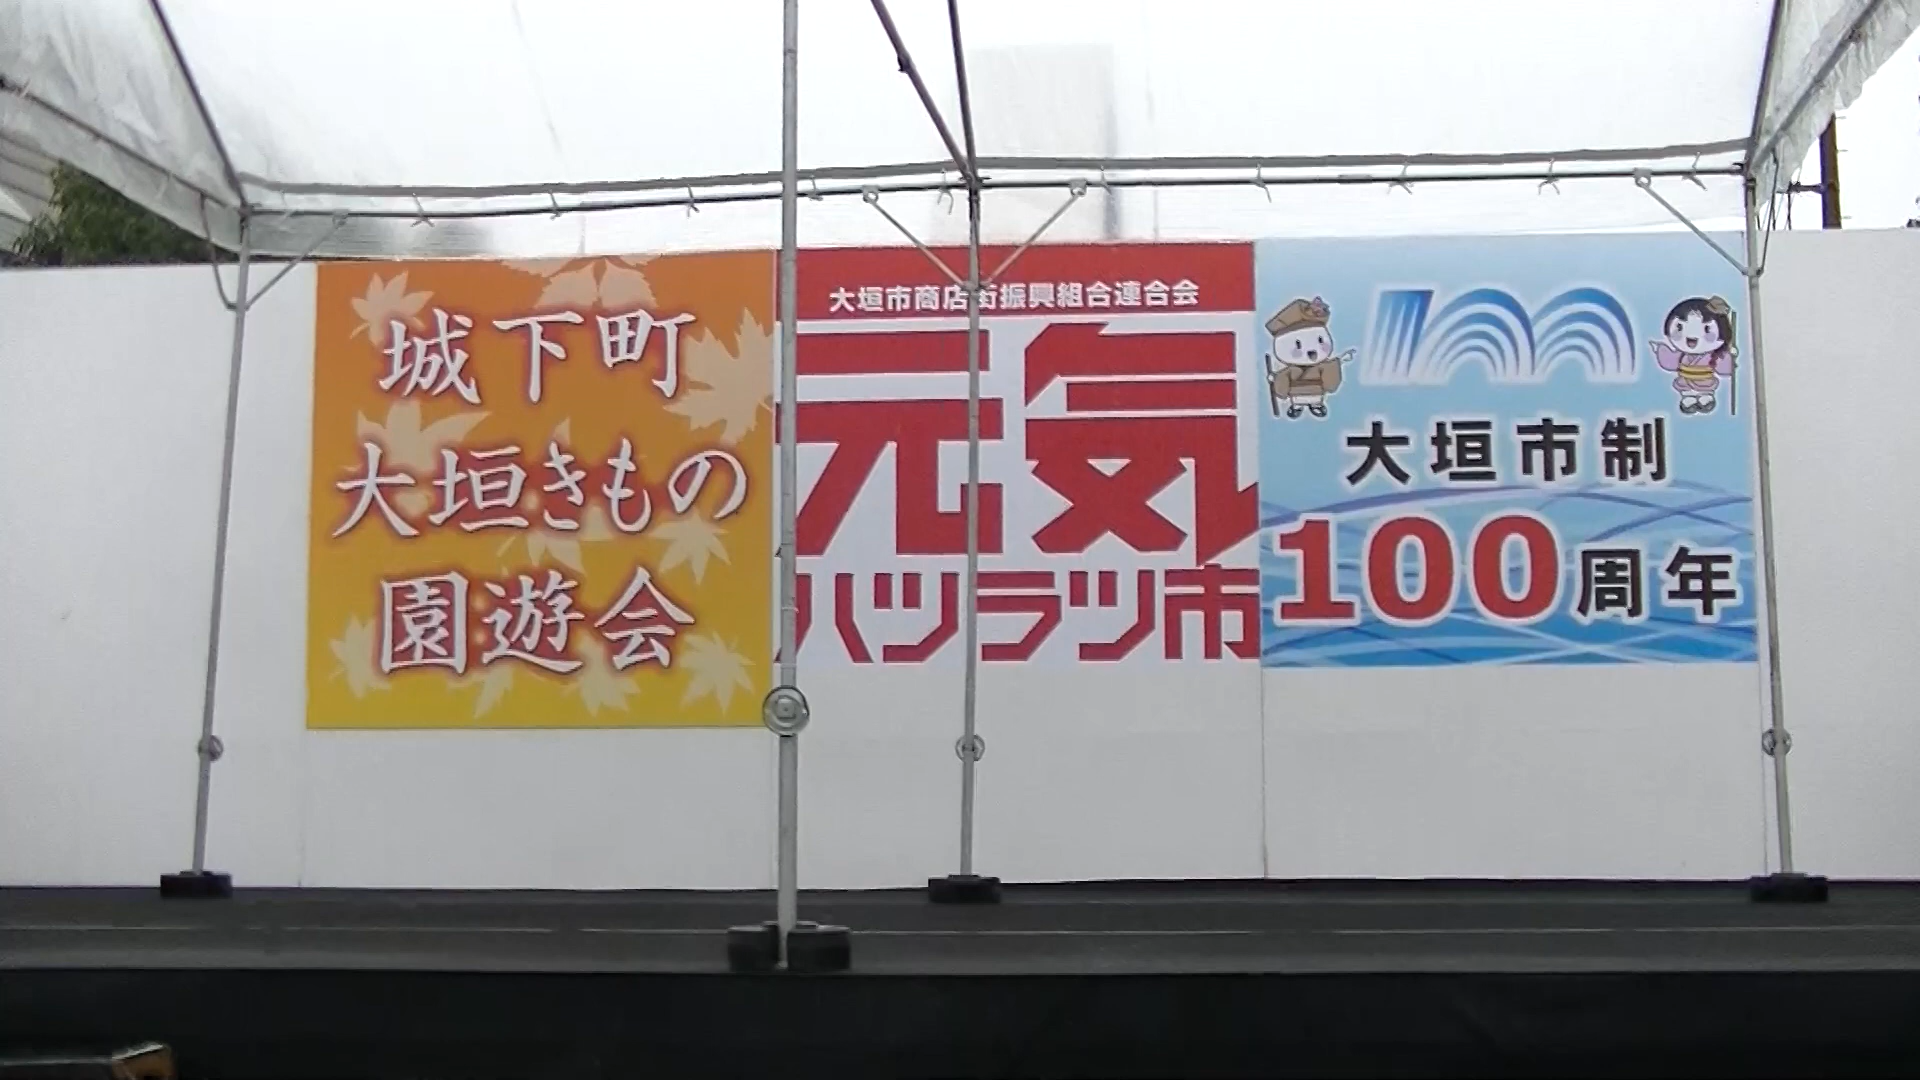 城下町
大垣きもの
園遊会
大垣市商店街振興組合連合会
元気
ハツラツ市
100
大垣市制
100周年